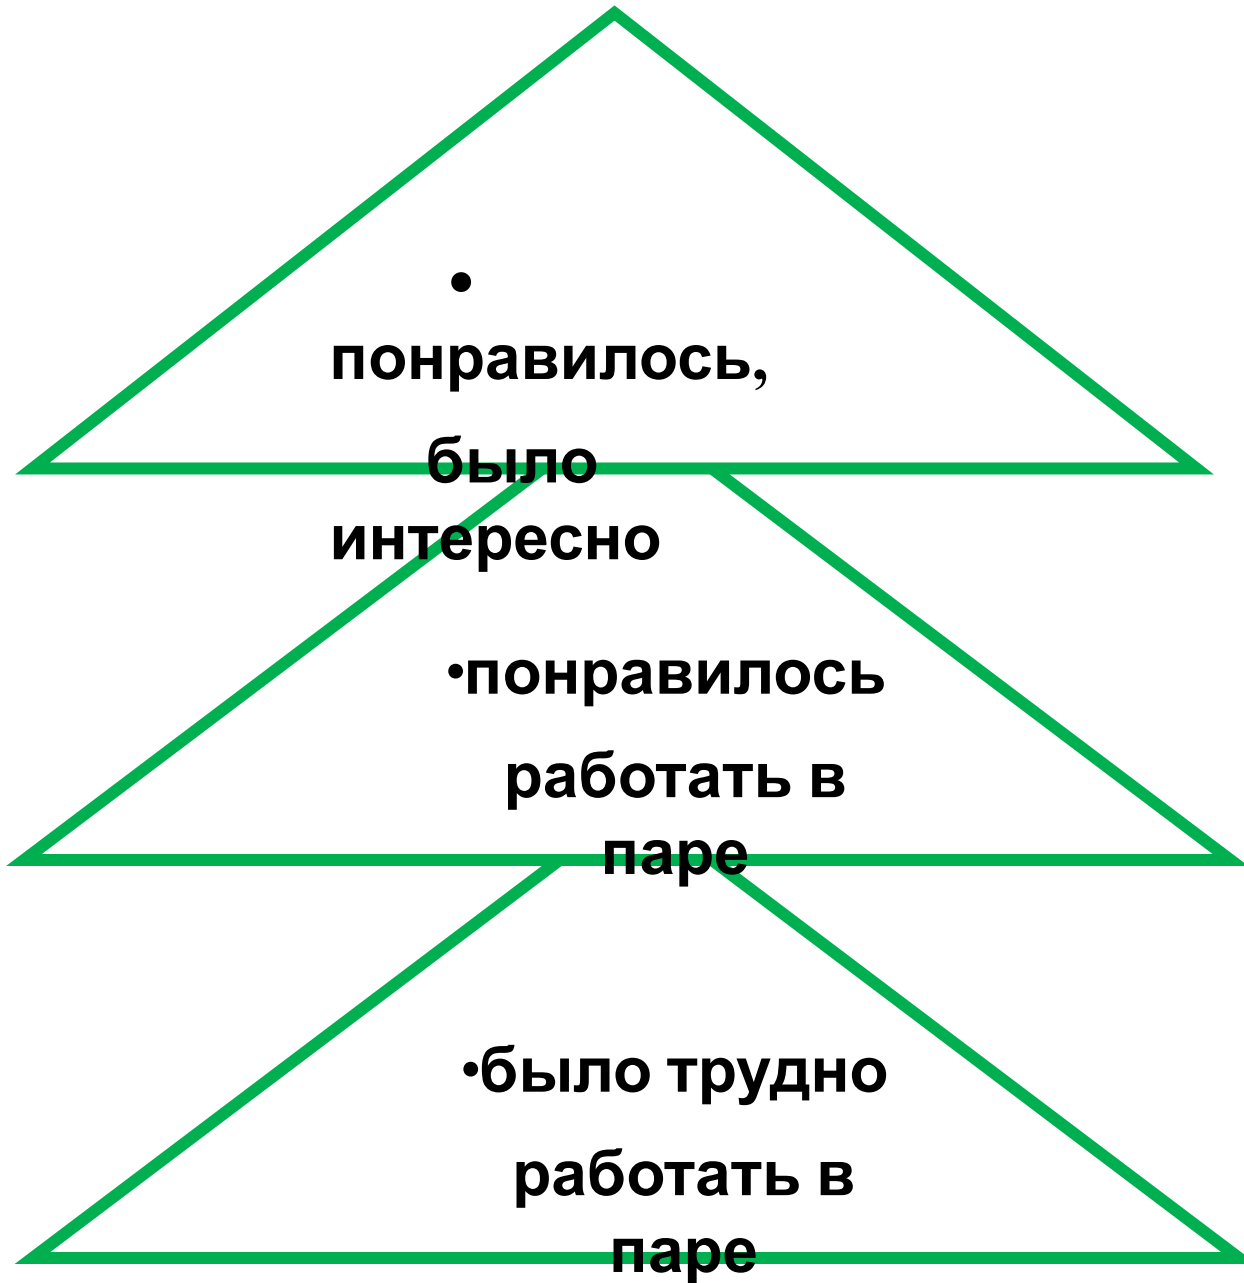 •
понравилось,
было
интересно
•понравилось
работать в
паре
•было трудно
работать в
паре